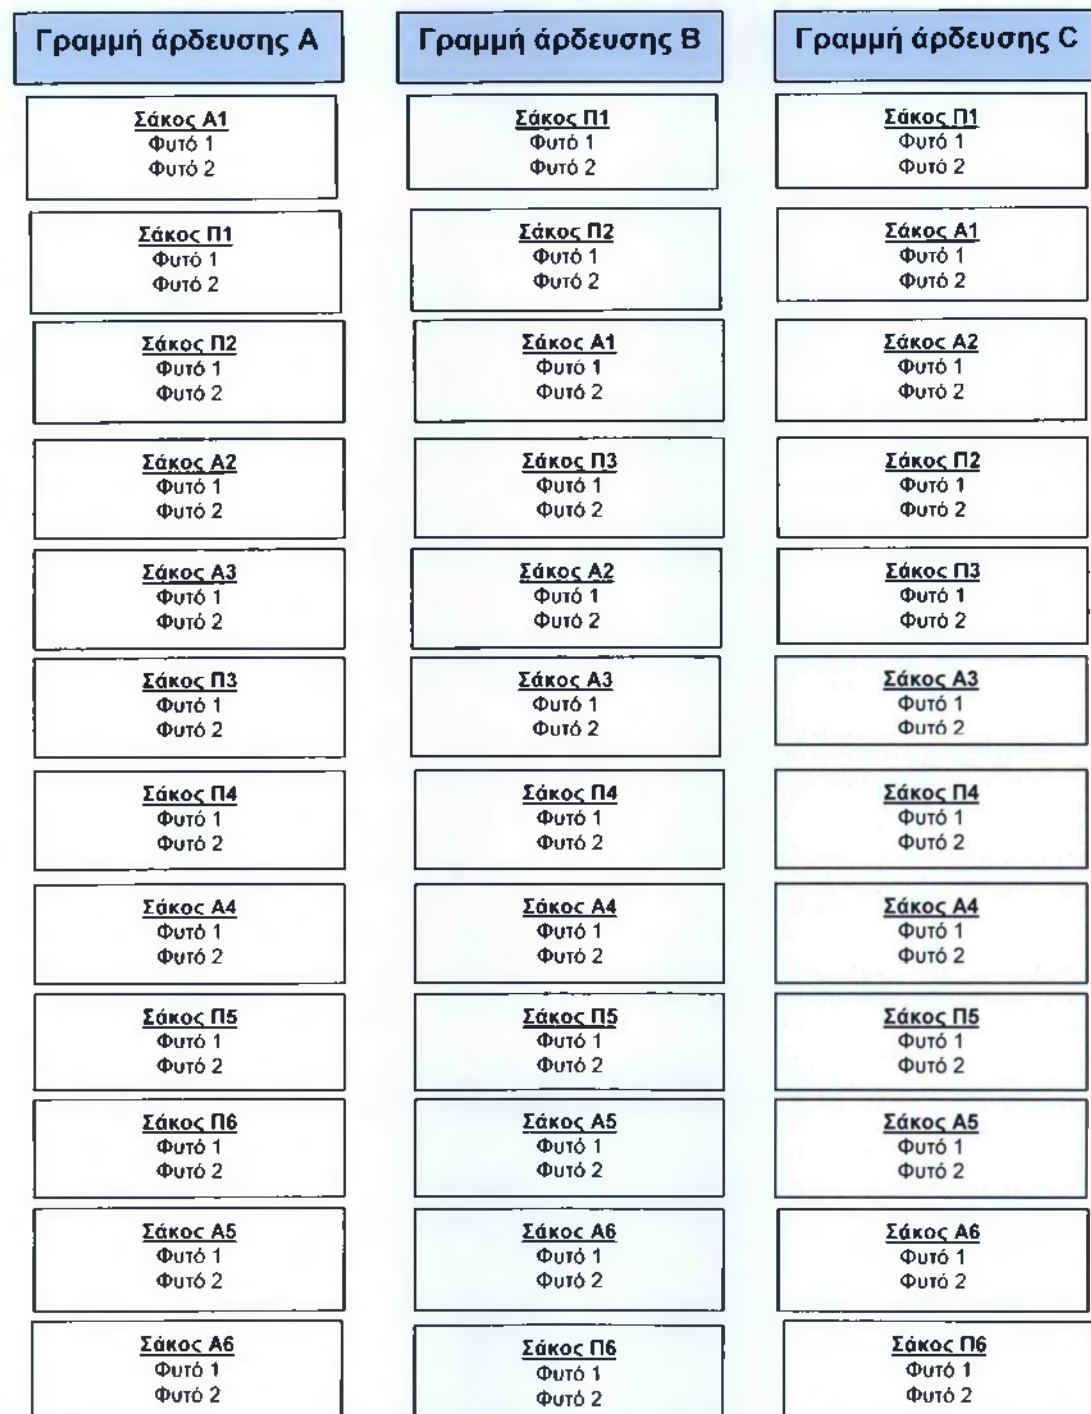 Γραμμή άρδευσης A
Σάκος Α1
Φυτό 1
Φυτό 2
Σάκος Π1
Φυτό 1
Φυτό 2
Σάκος Π2
Φυτό 1
Φυτό 2
Σάκος Α2
Φυτό 1
Φυτό 2
Σάκος Α3
Φυτό 1
Φυτό 2
Σάκος Π3
Φυτό 1
Φυτό 2
Σάκος Π4
Φυτό 1
Φυτό 2
Σάκος Α4
Φυτό 1
Φυτό 2
Σάκος Π5
Φυτό 1
Φυτό 2
Σάκος Π6
Φυτό 1
Φυτό 2
Σάκος Α5
Φυτό 1
Φυτό 2
Σάκος Α6
Φυτό 1
Φυτό 2
Γραμμή άρδευσης B
Σάκος Π1
Φυτό 1
Φυτό 2
Σάκος Π2
Φυτό 1
Φυτό 2
Σάκος Α1
Φυτό 1
Φυτό 2
Σάκος Π3
Φυτό 1
Φυτό 2
Σάκος Α2
Φυτό 1
Φυτό 2
Σάκος Α3
Φυτό 1
Φυτό 2
Σάκος Π4
Φυτό 1
Φυτό 2
Σάκος Α4
Φυτό 1
Φυτό 2
Σάκος Π5
Φυτό 1
Φυτό 2
Σάκος Α5
Φυτό 1
Φυτό 2
Σάκος Α6
Φυτό 1
Φυτό 2
Σάκος Π6
Φυτό 1
Φυτό 2
Γραμμή άρδευσης C
Σάκος Π1
Φυτό 1
Φυτό 2
Σάκος Α1
Φυτό 1
Φυτό 2
Σάκος Α2
Φυτό 1
Φυτό 2
Σάκος Π2
Φυτό 1
Φυτό 2
Σάκος Π3
Φυτό 1
Φυτό 2
Σάκος Α3
Φυτό 1
Φυτό 2
Σάκος Π4
Φυτό 1
Φυτό 2
Σάκος Α4
Φυτό 1
Φυτό 2
Σάκος Π5
Φυτό 1
Φυτό 2
Σάκος Α5
Φυτό 1
Φυτό 2
Σάκος Α6
Φυτό 1
Φυτό 2
Σάκος Π6
Φυτό 1
Φυτό 2